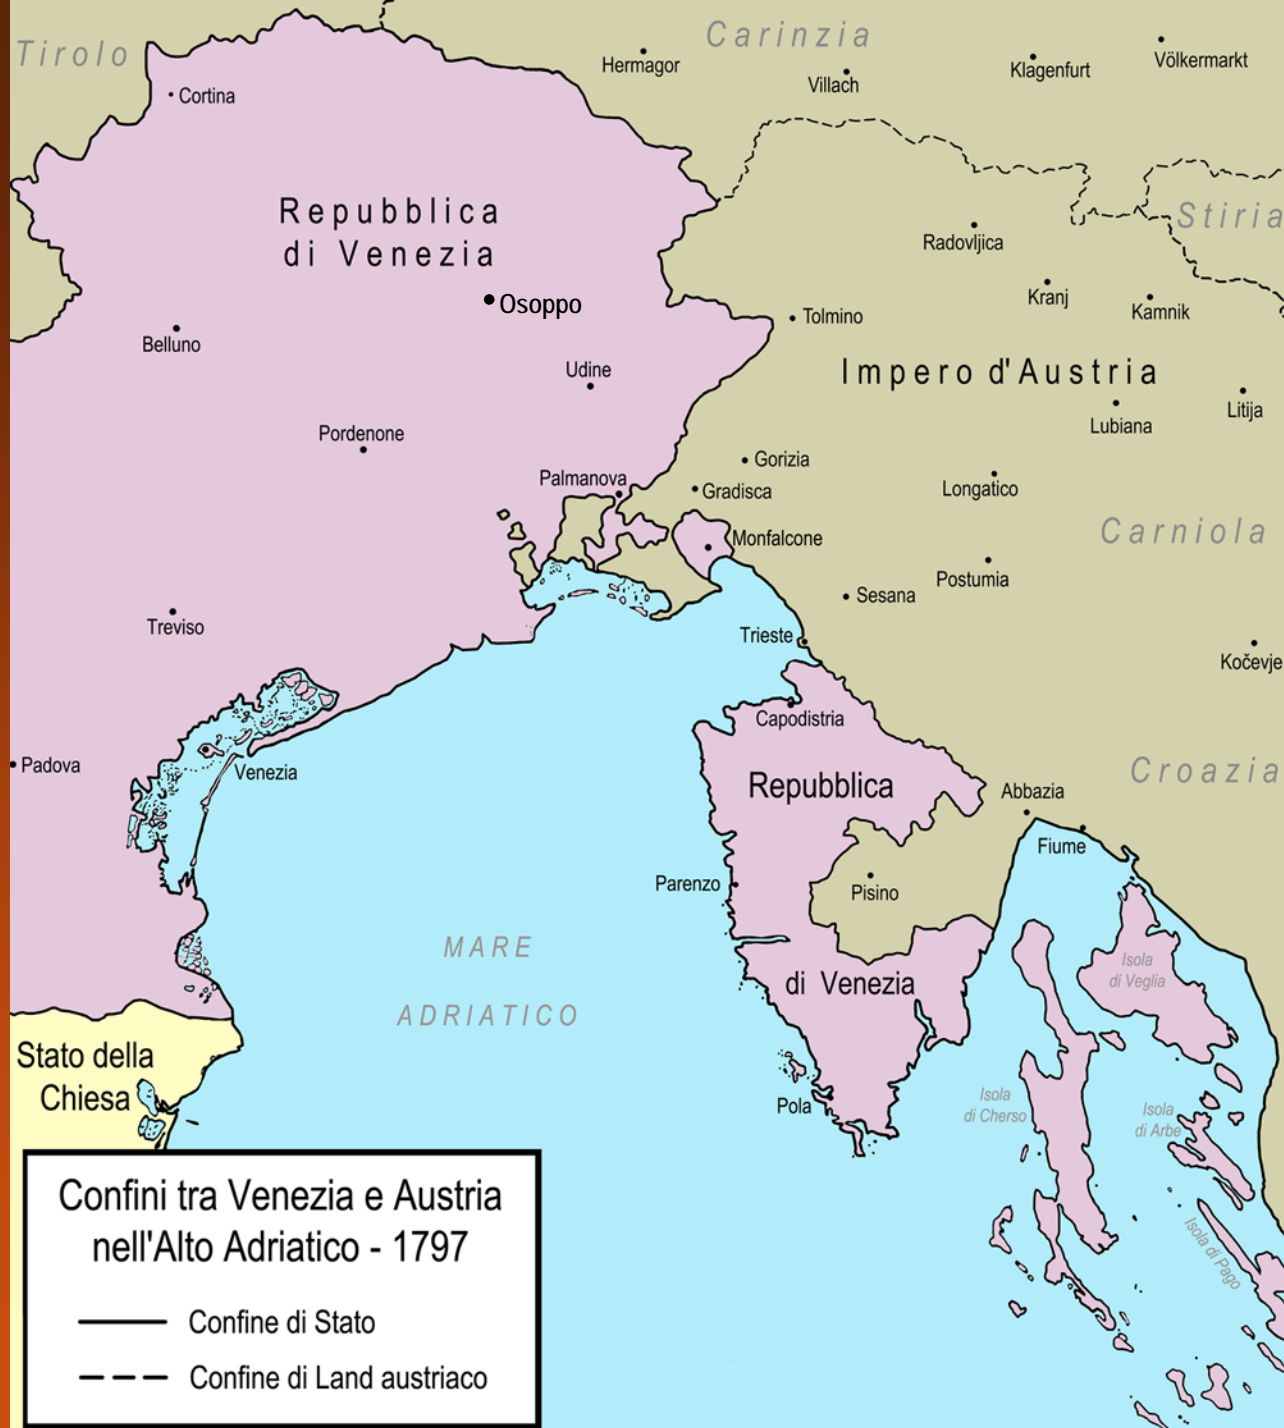 Tirolo
Carinzia
Hermagor
Villach
Klagenfurt
Völkermarkt
Cortina
Repubblica
di Venezia
Stiria
Radovljica
Kranj
Kamnik
Osoppo
Tolmino
Belluno
Udine
Impero d'Austria
Litija
Lubiana
Pordenone
Gorizia
Palmanova
Gradisca
Longatico
Carniola
Monfalcone
Postumia
Sesana
Treviso
Trieste
Kočevje
Capodistria
Padova
Venezia
Repubblica
Abbazia
Croazia
Fiume
Parenzo
Pisino
MARE
ADRIATICO
di Venezia
Isola
di Veglia
Stato della
Chiesa
Pola
Isola
di Cherso
Isola
di Arbe
Isola di Pago
Confini tra Venezia e Austria
nell'Alto Adriatico - 1797
Confine di Stato
Confine di Land austriaco